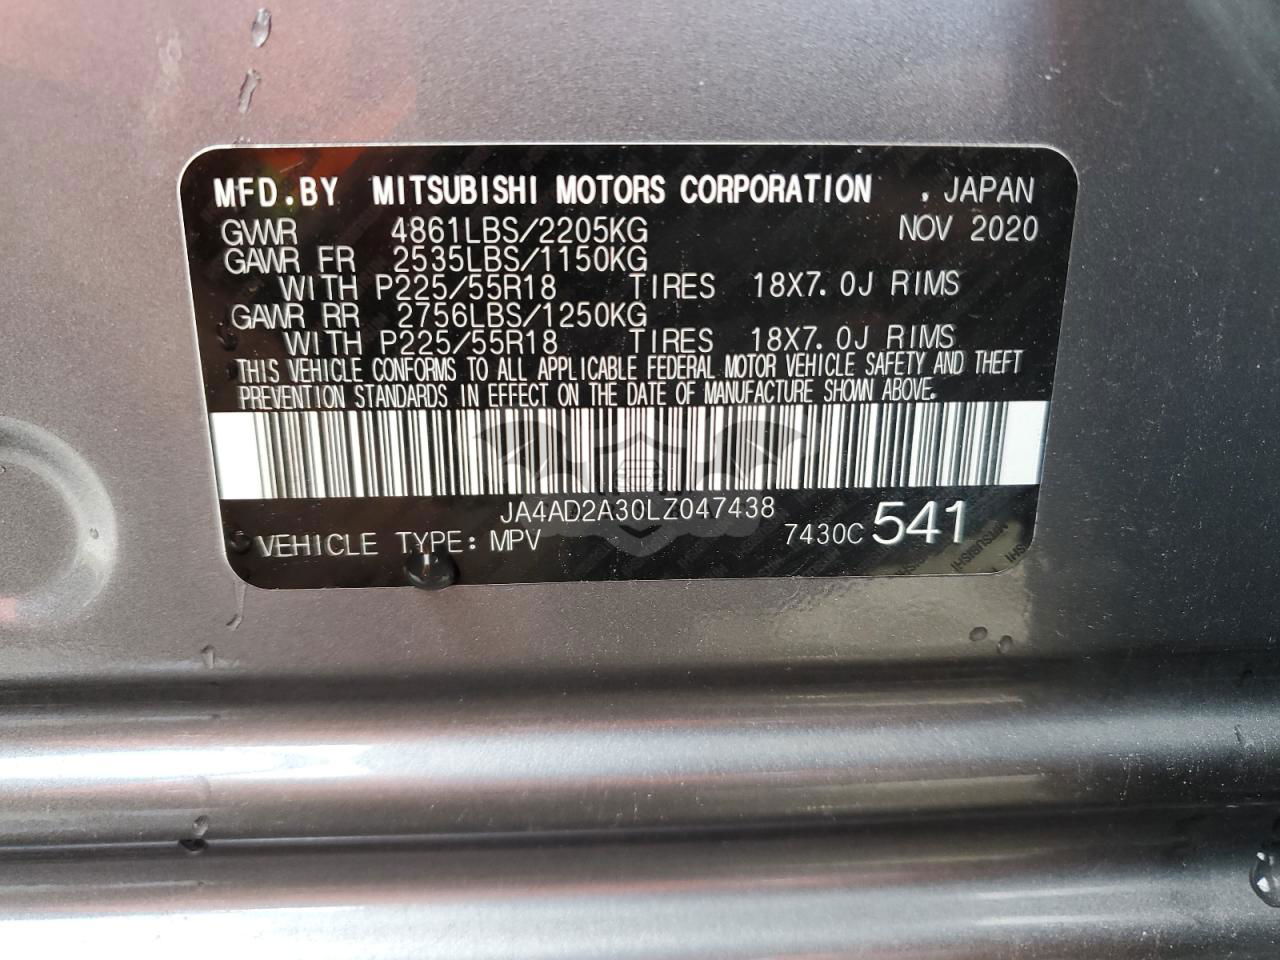 MFD.BY MITSUBISHI MOTORS CORPORATION . JAPAN
GVWR 4861LBS/2205KG NOV 2020
GAWR FR 2535LBS/1150KG
WITH P225/55R18 TIRES 18X7.0J RIMS
GAWR RR 2756LBS/1250KG
WITH P225/55R18 TIRES 18X7.0J RIMS
THIS VEHICLE CONFORMS TO ALL APPLICABLE FEDERAL MOTOR VEHICLE SAFETY AND THEFT
PREVENTION STANDARDS IN EFFECT ON THE DATE OF MANUFACTURE SHOWN ABOVE.
JA4AD2A30LZ047438
VEHICLE TYPE: MPV 7430C 541
MITSUBISHI